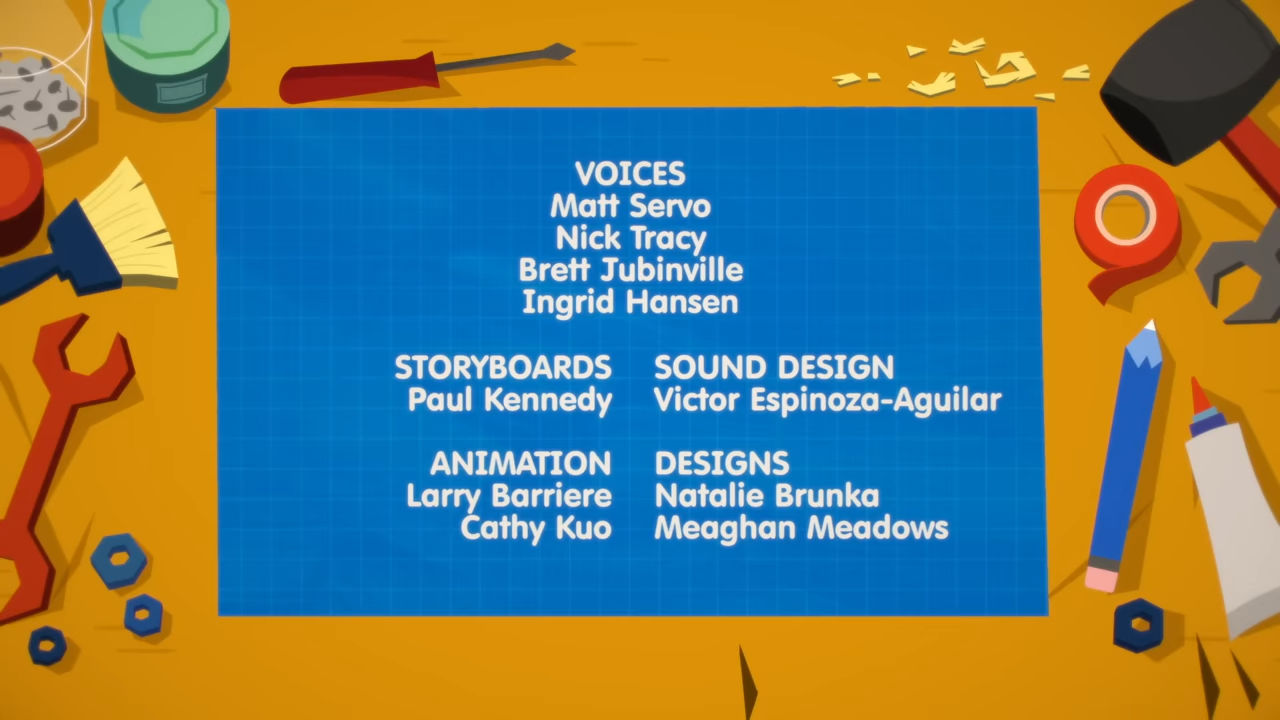 VOICES
Matt Servo
Nick Tracy
Brett Jubinville
Ingrid Hansen
STORYBOARDS
Paul Kennedy
SOUND DESIGN
Victor Espinoza-Aguilar
ANIMATION
Larry Barriere
Cathy Kuo
DESIGNS
Natalie Brunka
Meaghan Meadows